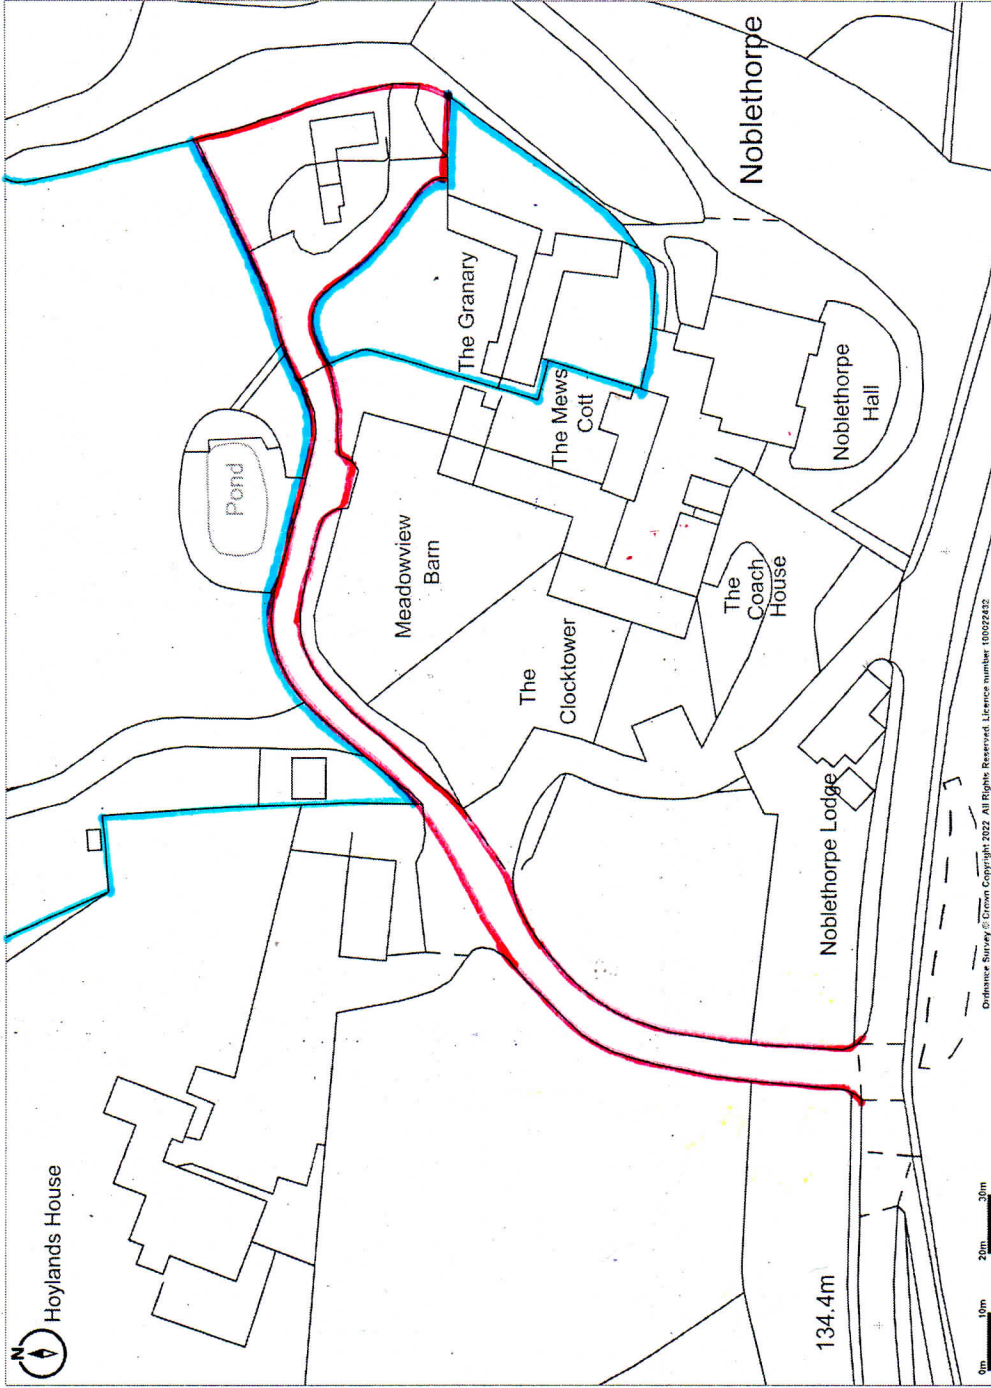 N
Hoylands House
Pond
Noblethorpe
The Granary
The Mews
Cott
Meadowview
Barn
The
Clocktower
The
Coach
House
Noblethorpe
Hall
Noblethorpe Lodge
134.4m
0m
10m
20m
30m
Ordnance Survey © Crown Copyright 2022. All Rights Reserved. Licence number 100022432